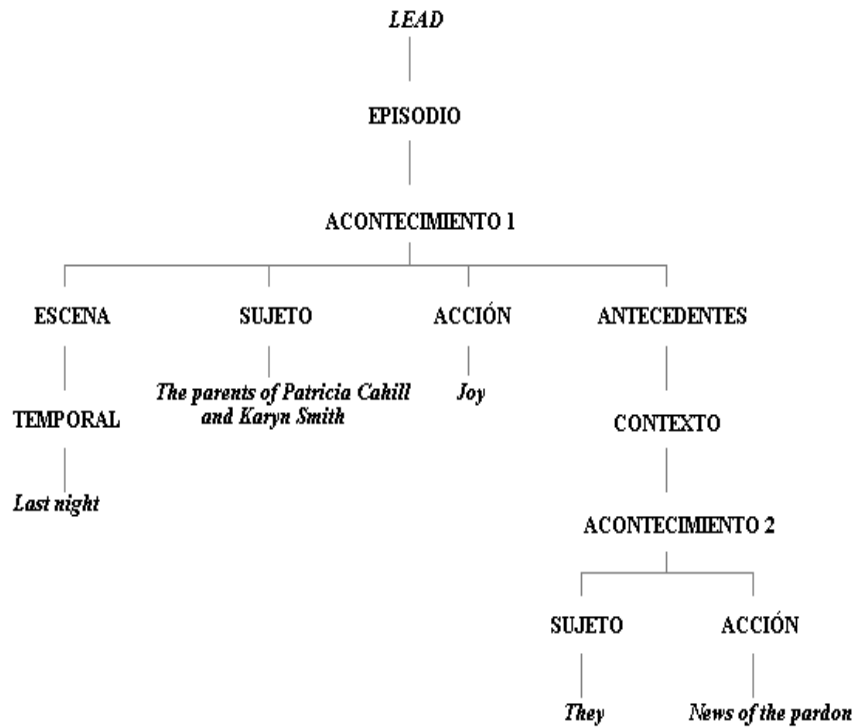 LEAD
EPISODIO
ACONTECIMIENTO 1
ESCENA SUJETO ACCIÓN ANTECEDENTES
The parents of Patricia Cahill
and Karyn Smith
Joy
TEMPORAL CONTEXTO
Last night
ACONTECIMIENTO 2
SUJETO ACCIÓN
They News of the pardon